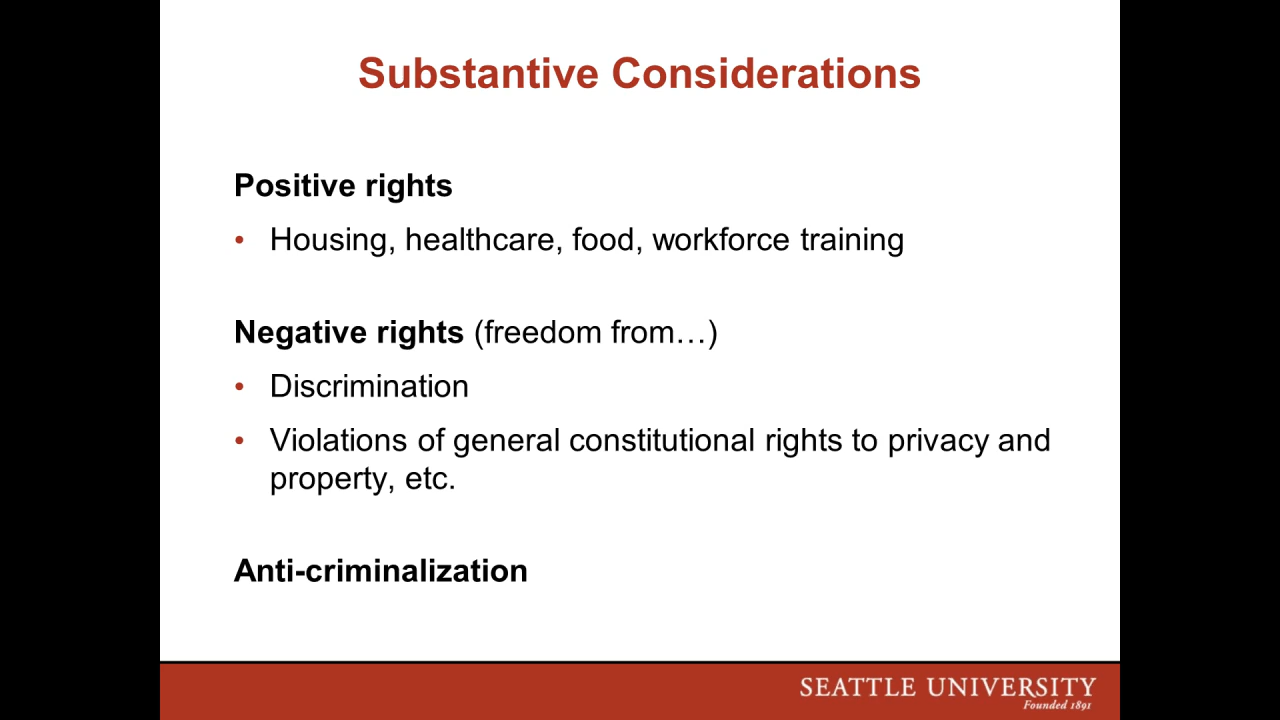 Substantive Considerations
Positive rights
• Housing, healthcare, food, workforce training
Negative rights (freedom from…)
• Discrimination
• Violations of general constitutional rights to privacy and
property, etc.
Anti-criminalization
SEATTLE UNIVERSITY
Founded 1891